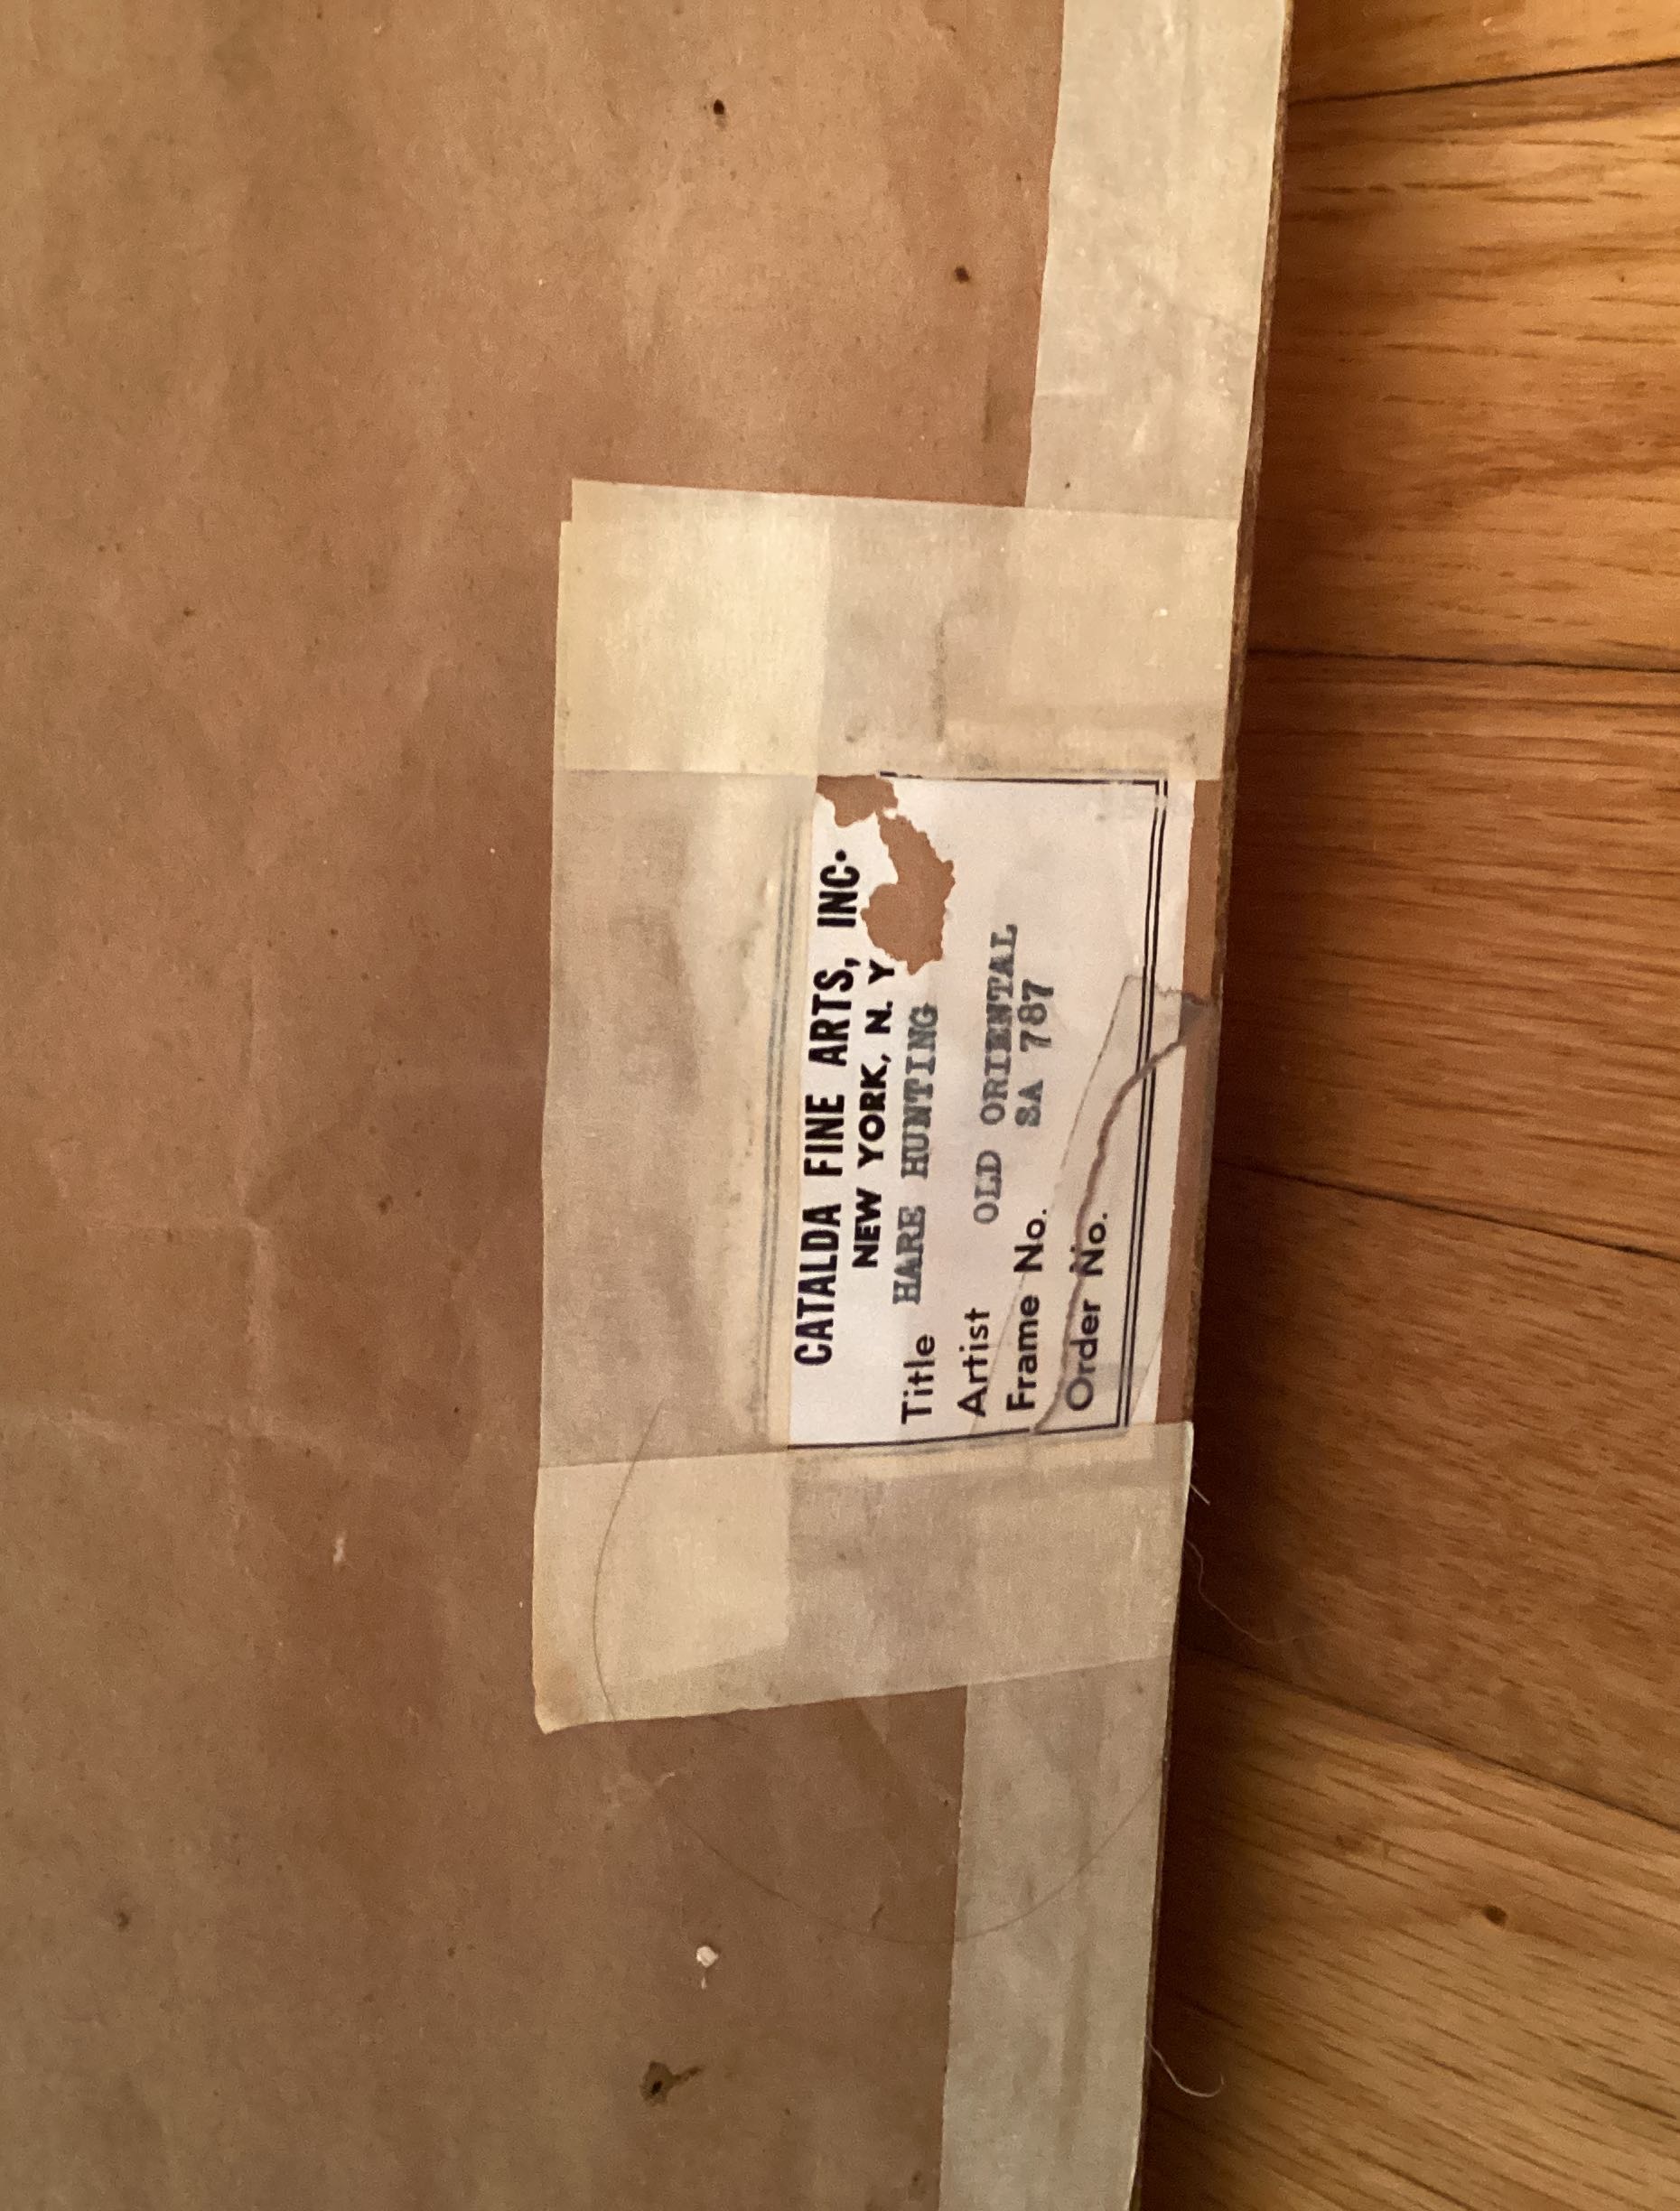 CATALDA FINE ARTS, INC.
NEW YORK, N. Y
Title HARE HUNTING
Artist OLD ORIENTAL
Frame No. SA 787
Order No.